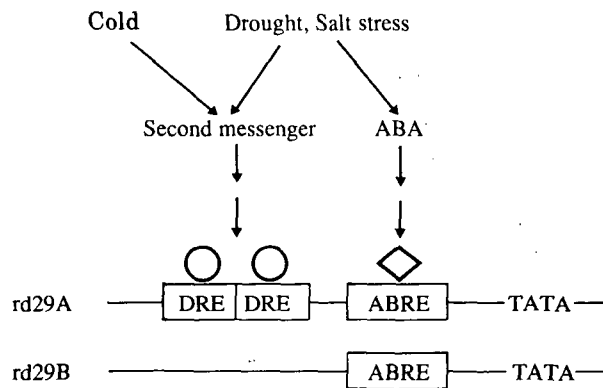 Cold Drought, Salt stress
Second messenger ABA
rd29A DRE DRE ABRE TATA
rd29B ABRE TATA